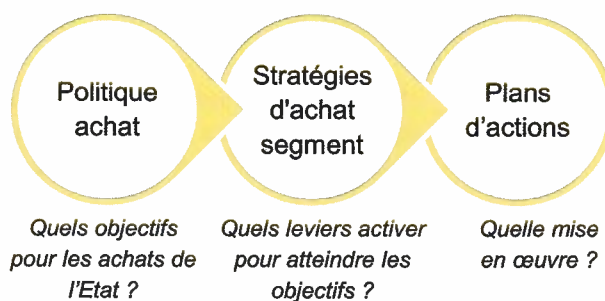 Politique
achat
Stratégies
d'achat
segment
Plans
d'actions
Quels objectifs
pour les achats de
l'Etat ?
Quels leviers activer
pour atteindre les
objectifs ?
Quelle mise
en œuvre ?